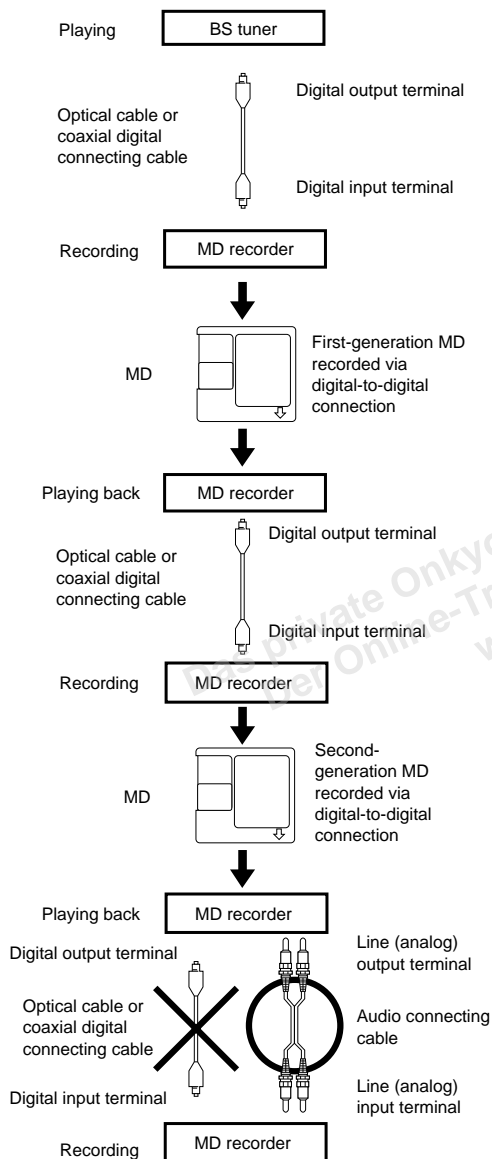 Playing
BS tuner
Digital output terminal
Optical cable or
coaxial digital
connecting cable
Digital input terminal
Recording
MD recorder
MD
First-generation MD
recorded via
digital-to-digital
connection
Playing back
MD recorder
Digital output terminal
Optical cable or
coaxial digital
connecting cable
Digital input terminal
Recording
MD recorder
MD
Second-
generation MD
recorded via
digital-to-digital
connection
Playing back
MD recorder
Digital output terminal
Line (analog)
output terminal
Optical cable or
coaxial digital
connecting cable
Audio connecting
cable
Digital input terminal
Line (analog)
input terminal
Recording
MD recorder
Das private
Der